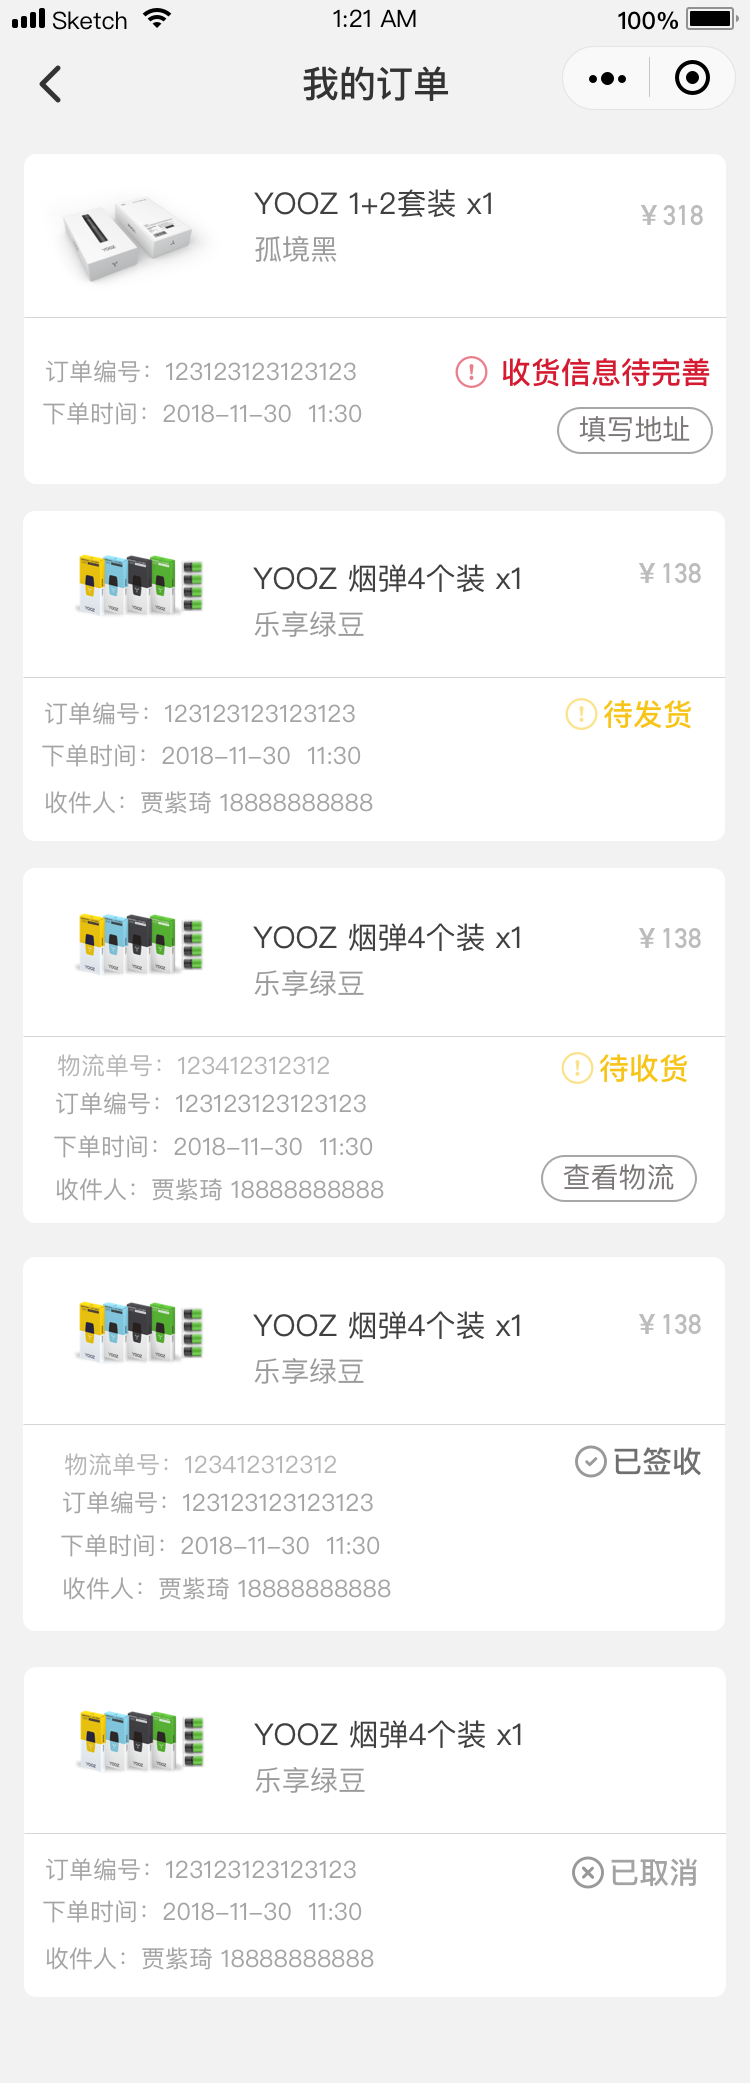 Sketch 1:21 AM 100%
我的订单
YOOZ 1+2套装 x1
¥318
孤境黑
订单编号：123123123123123
收货信息待完善
下单时间：2018-11-30 11:30
填写地址
YOOZ 烟弹4个装 x1
¥138
乐享绿豆
订单编号：123123123123123
待发货
下单时间：2018-11-30 11:30
收件人：贾紫琦 18888888888
YOOZ 烟弹4个装 x1
¥138
乐享绿豆
物流单号：123412312312
待收货
订单编号：123123123123123
下单时间：2018-11-30 11:30
收件人：贾紫琦 18888888888
查看物流
YOOZ 烟弹4个装 x1
¥138
乐享绿豆
物流单号：123412312312
已签收
订单编号：123123123123123
下单时间：2018-11-30 11:30
收件人：贾紫琦 18888888888
YOOZ 烟弹4个装 x1
乐享绿豆
订单编号：123123123123123
已取消
下单时间：2018-11-30 11:30
收件人：贾紫琦 18888888888